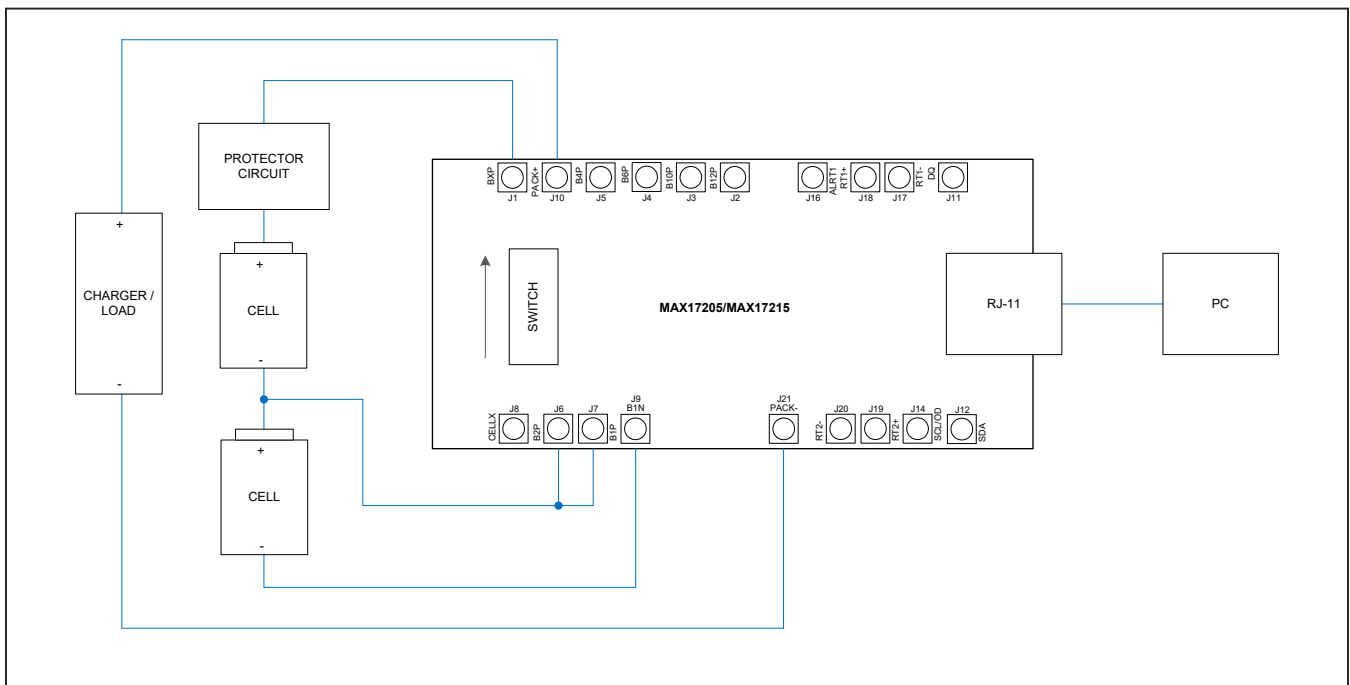 PROTECTOR
CIRCUIT
BXP
J1
PACK+
J10
B4P
J5
B6P
J4
B10P
J3
B12P
J2
J16
ALRT1
RT1+
J18
J17
RT1-
DQ
J11
+
CHARGER /
LOAD
-
+
CELL
-
SWITCH
MAX17205/MAX17215
RJ-11
PC
CELLX
J8
B2P
J6
J7
B1P
J9
B1N
J21
PACK-
RT2-
J20
J19
RT2+
J14
SCL/OD
J12
SDA
+
CELL
-